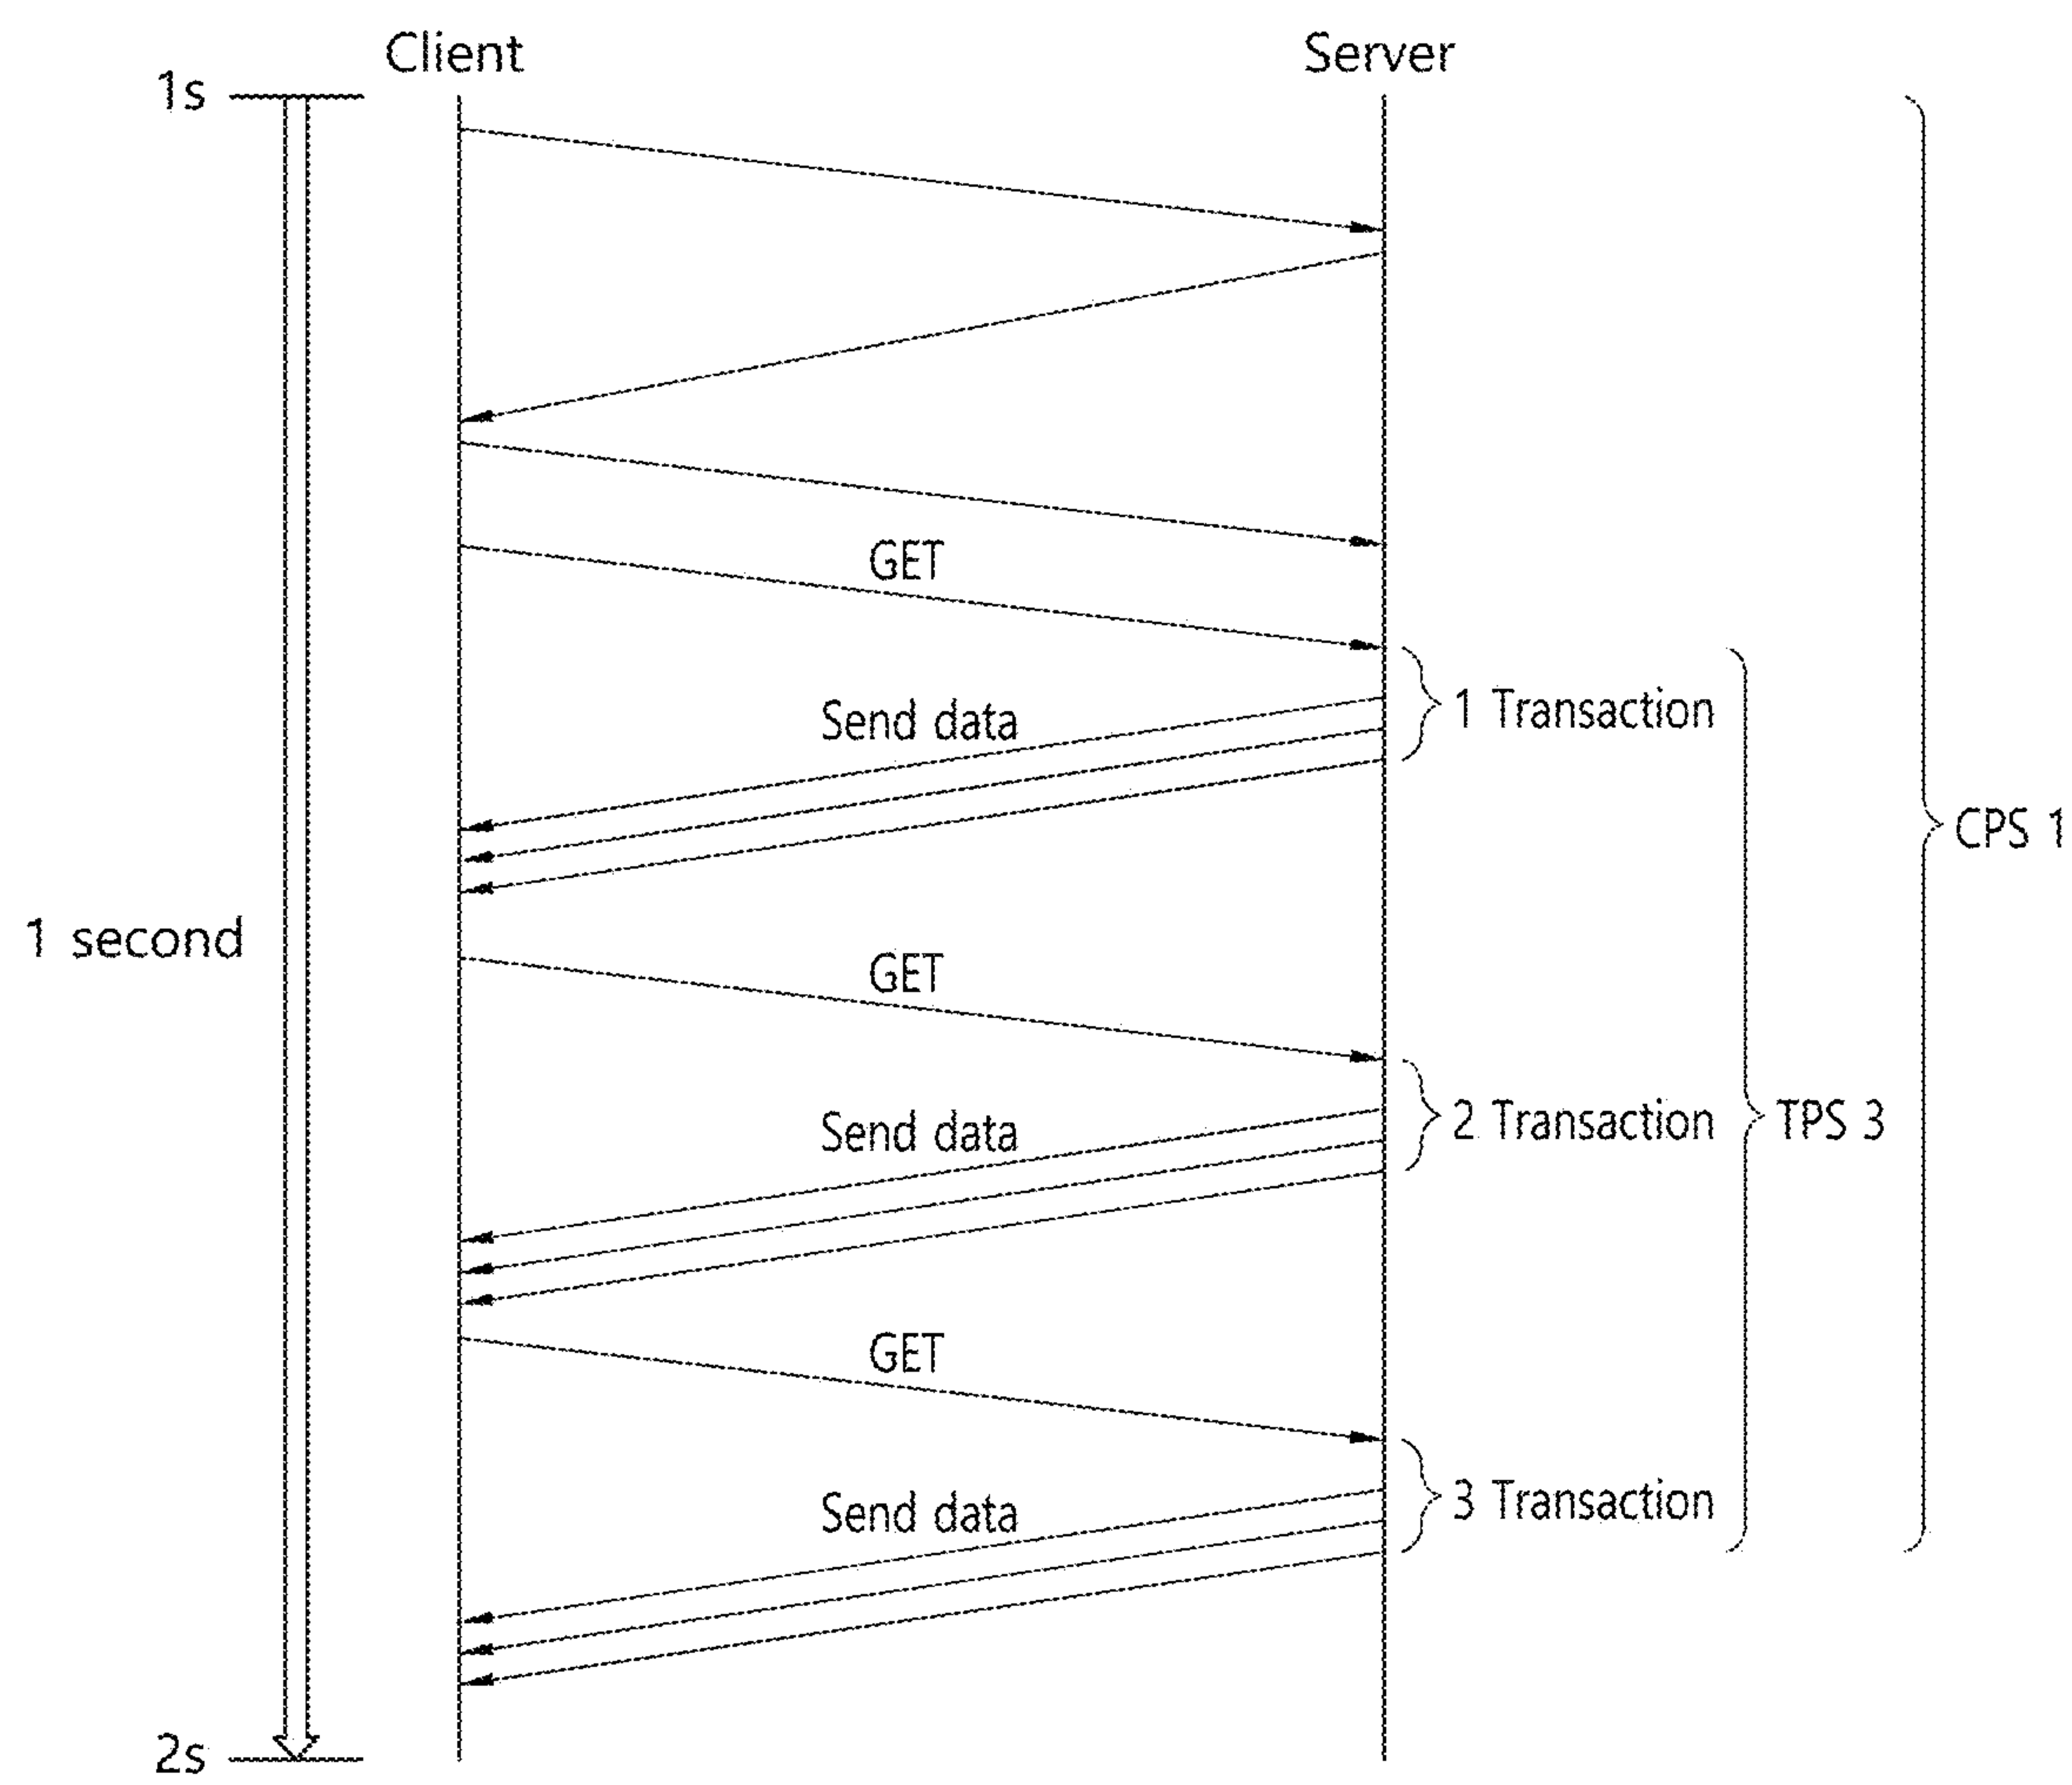 Client
Server
1s
GET
1 Transaction
Send data
CPS 1
1 second
GET
2 Transaction
TPS 3
Send data
GET
3 Transaction
Send data
2s